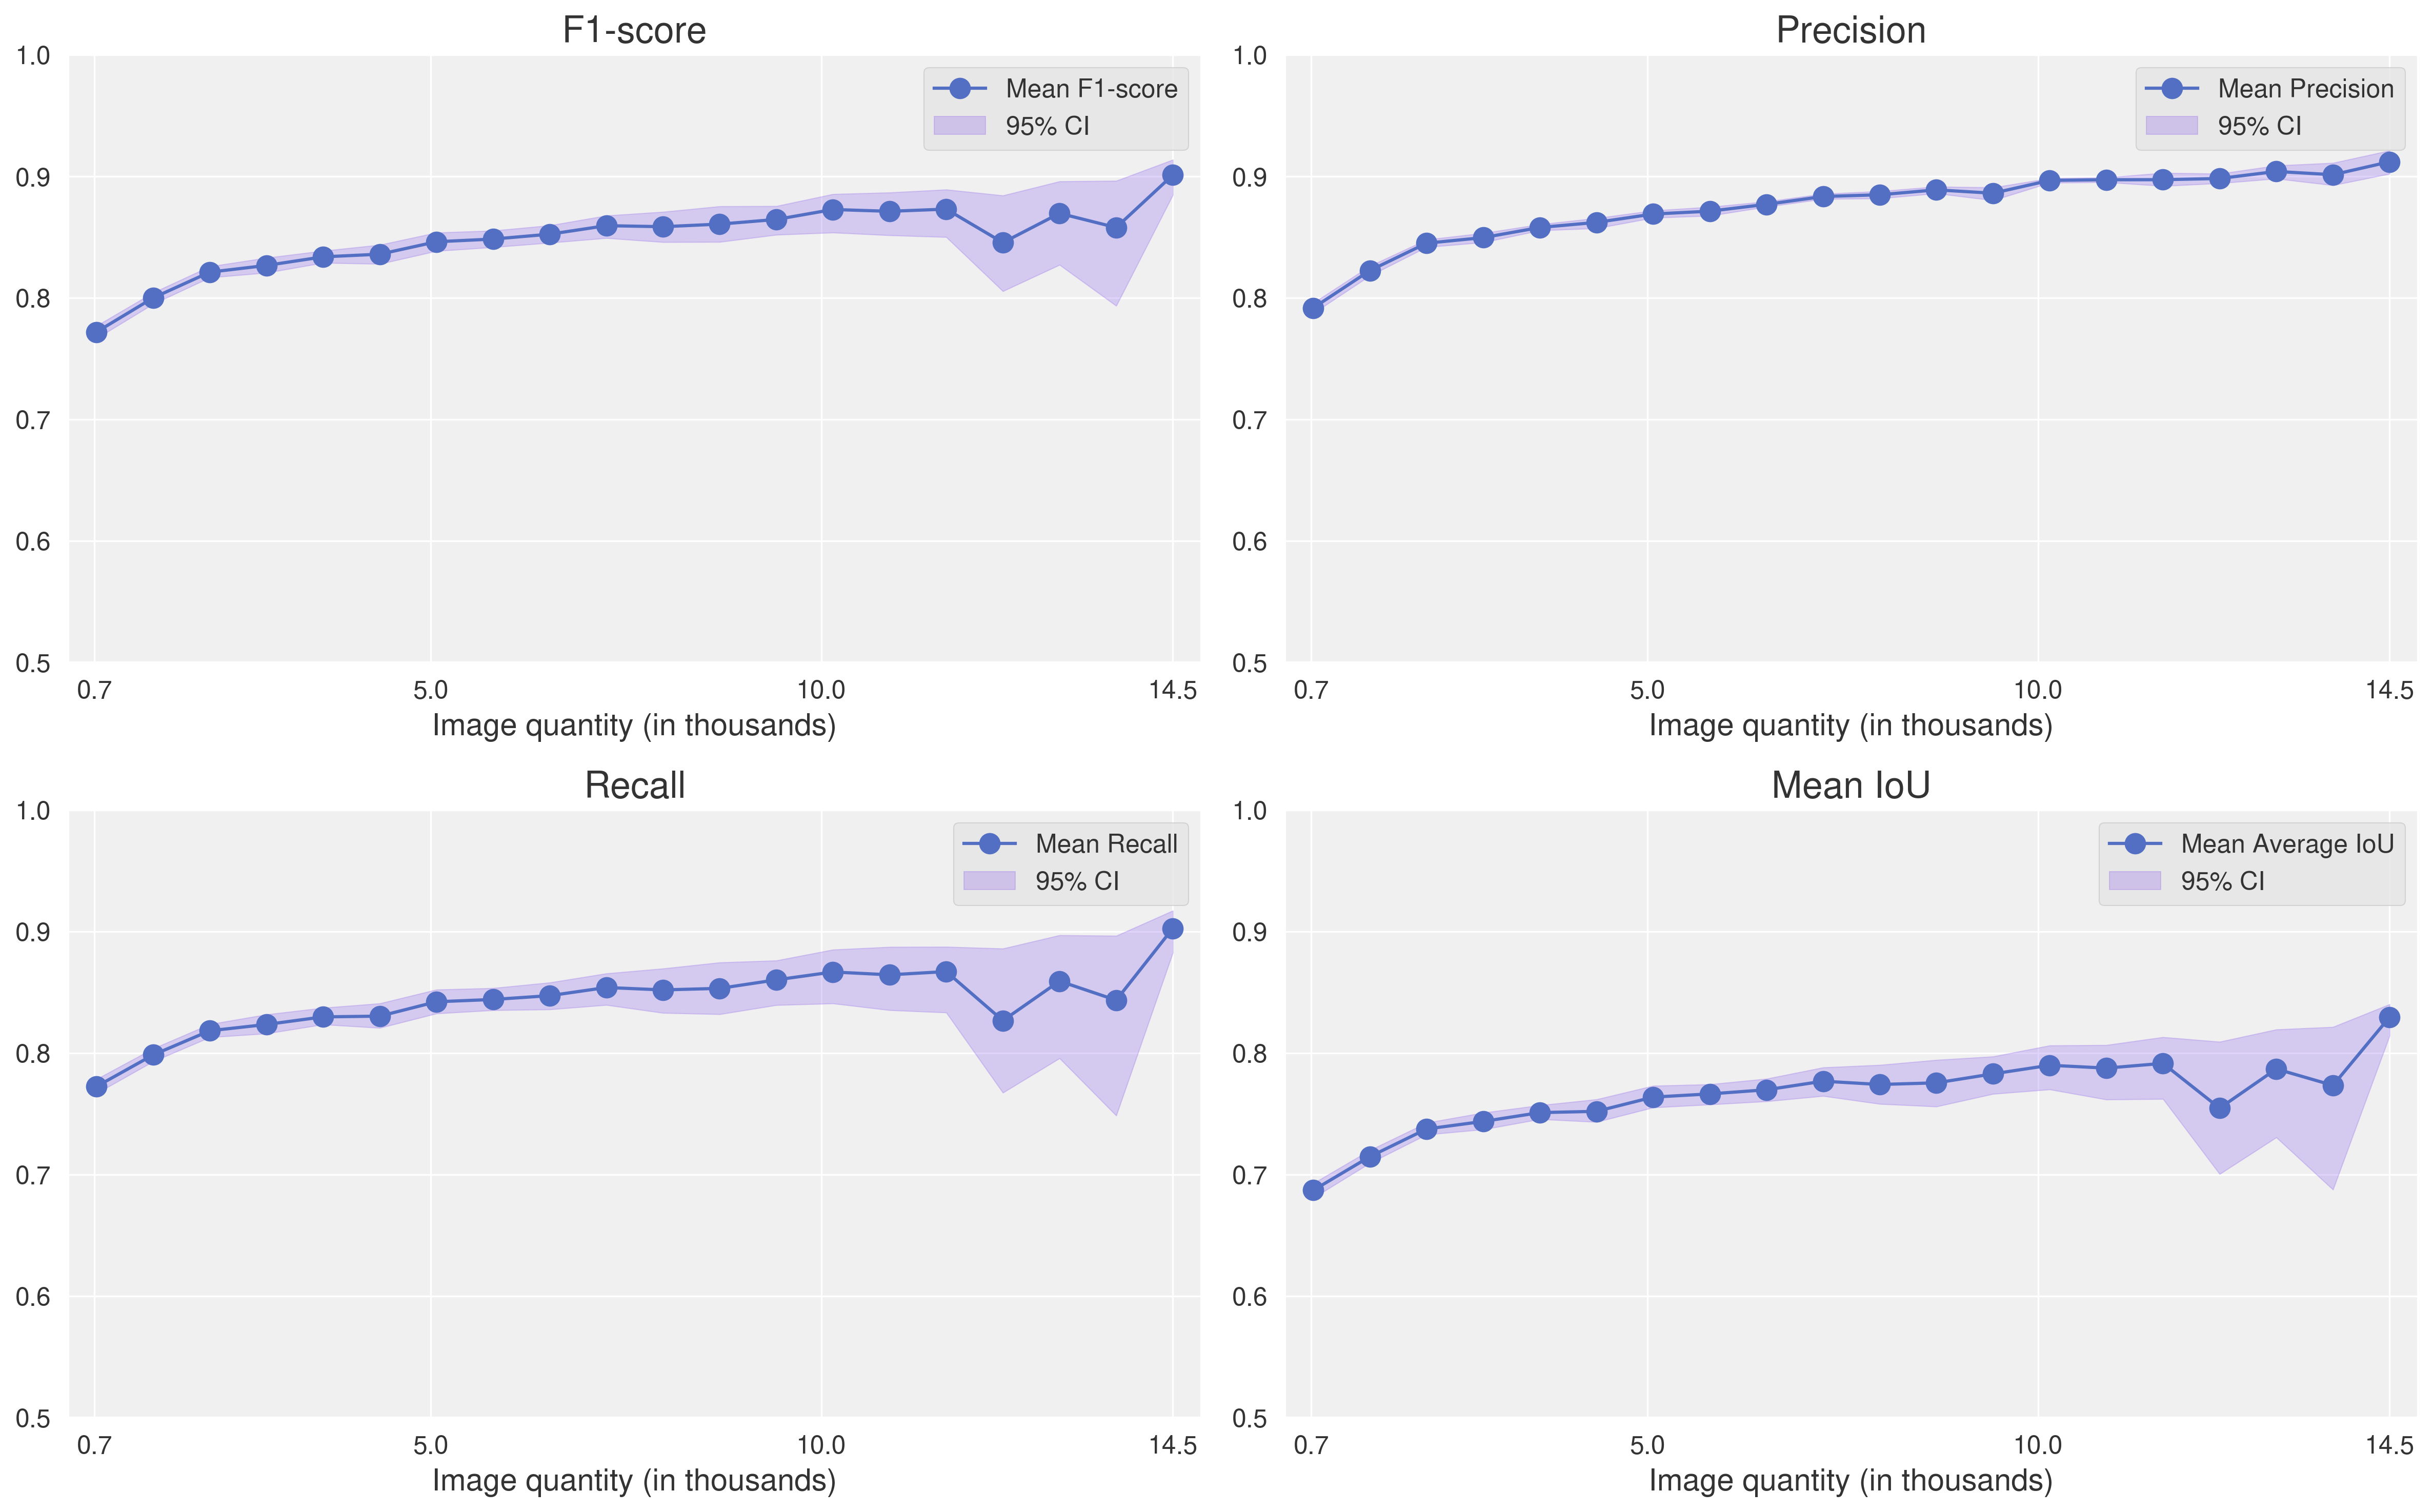 F1-score
1.0
0.9
0.8
0.7
0.6
0.5
Mean F1-score
95% CI
0.7 5.0 10.0 14.5
Image quantity (in thousands)
Precision
1.0
0.9
0.8
0.7
0.6
0.5
Mean Precision
95% CI
0.7 5.0 10.0 14.5
Image quantity (in thousands)
Recall
1.0
0.9
0.8
0.7
0.6
0.5
Mean Recall
95% CI
0.7 5.0 10.0 14.5
Image quantity (in thousands)
Mean IoU
1.0
0.9
0.8
0.7
0.6
0.5
Mean Average IoU
95% CI
0.7 5.0 10.0 14.5
Image quantity (in thousands)